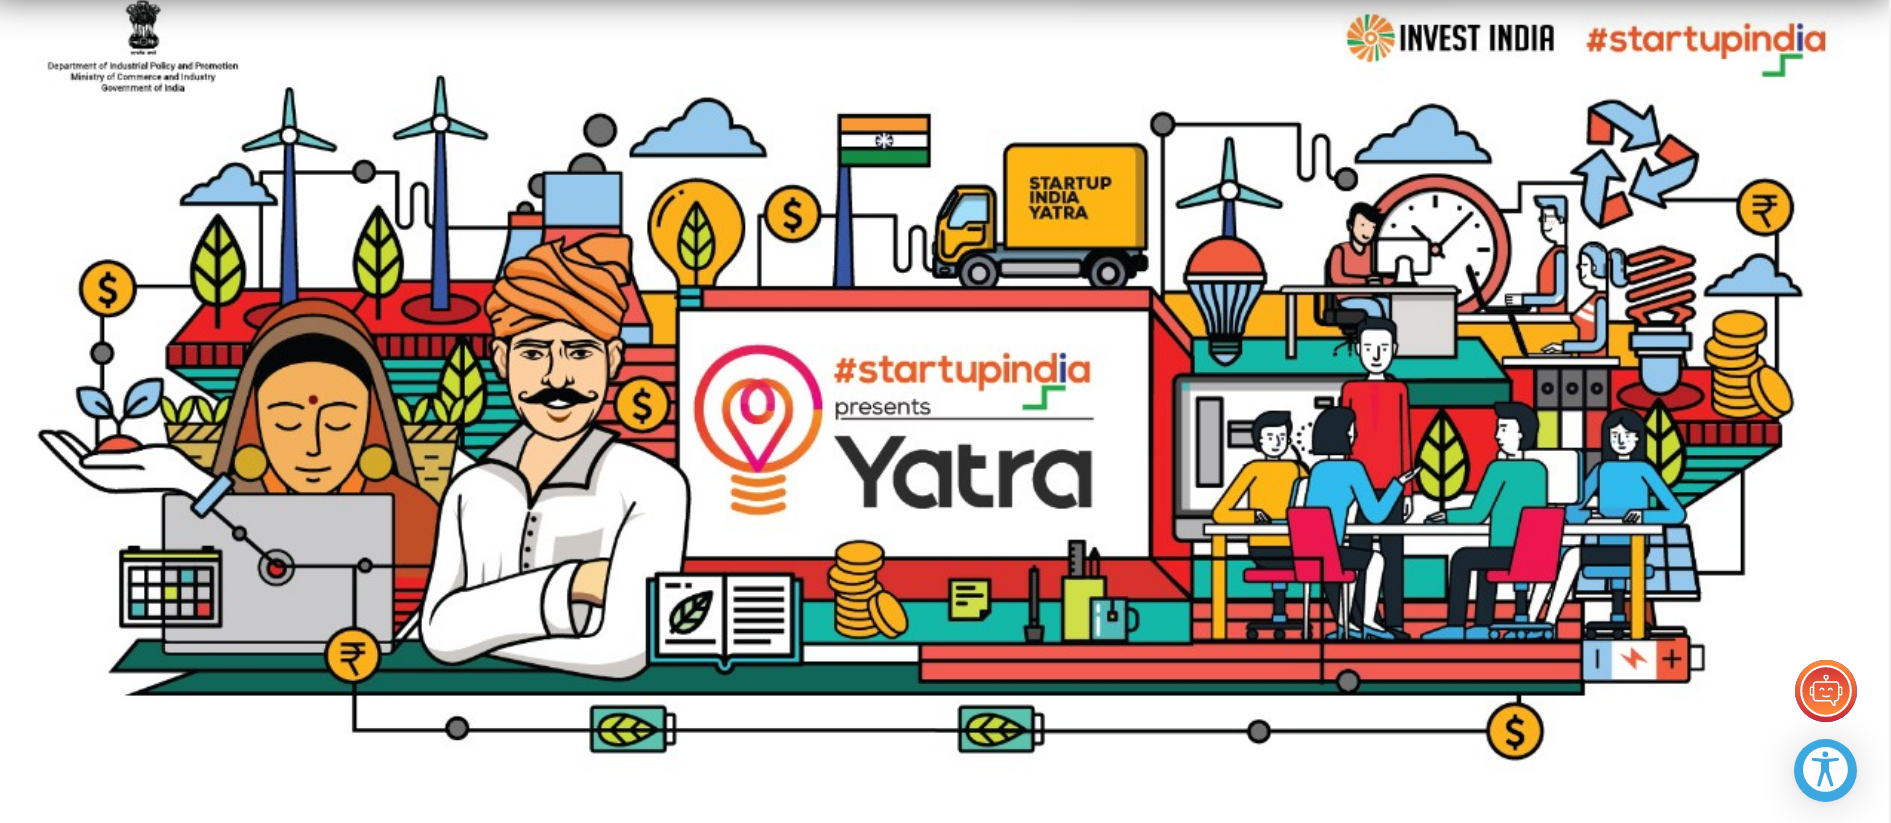 Department of Industrial Policy and Promotion
Ministry of Commerce and Industry
Government of India
INVEST INDIA
#startupindia
STARTUP
INDIA
YATRA
#startupindia
presents
Yatra